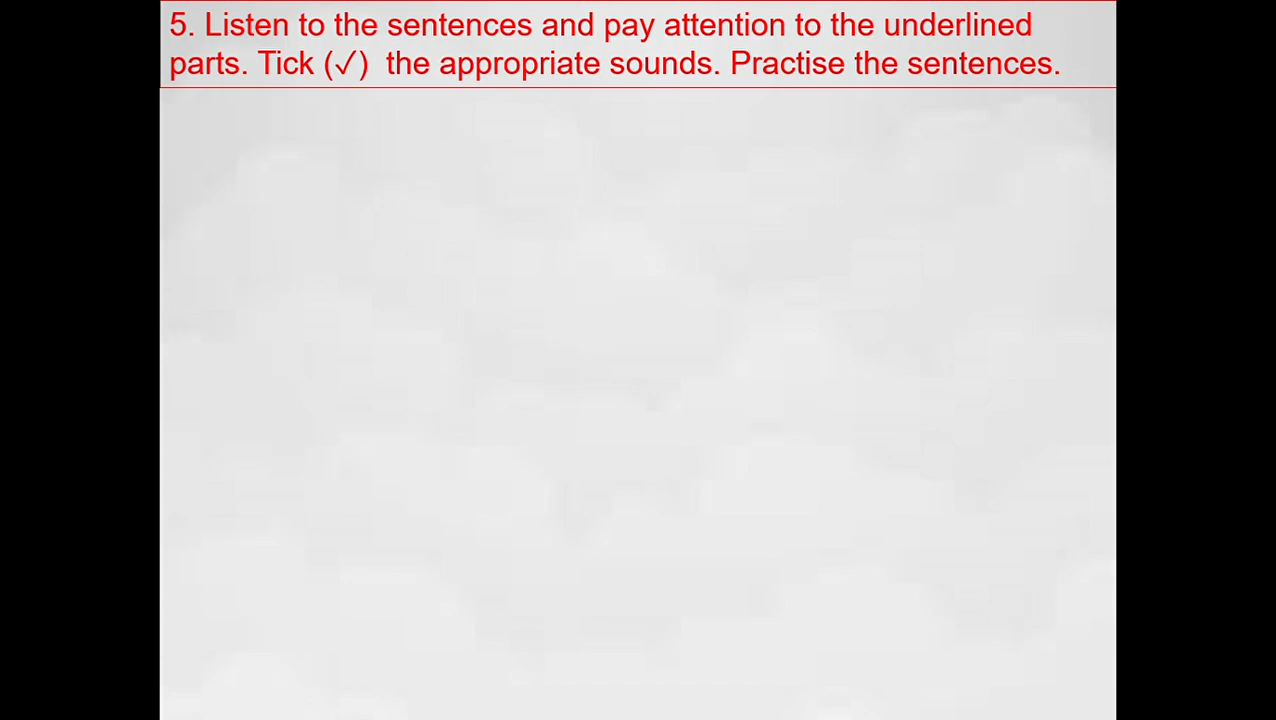 5. Listen to the sentences and pay attention to the underlined
parts. Tick (✓) the appropriate sounds. Practise the sentences.